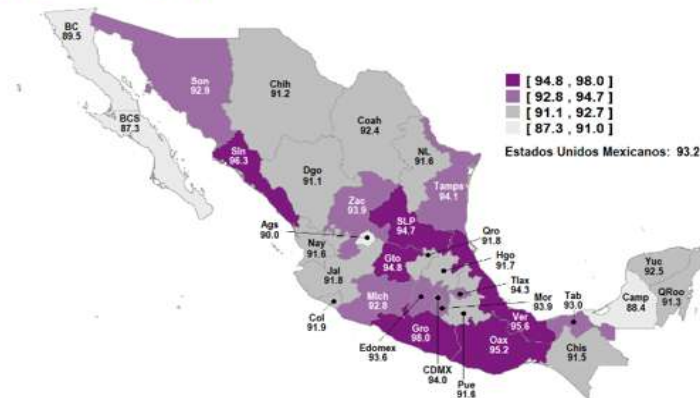 BC
89.5
Son
92.9
Chih
91.2
BCS
87.3
Coah
92.4
Sin
96.3
NL
91.6
Dgo
91.1
Tamps
94.1
Zac
93.9
SLP
94.7
Ags
90.0
Nay
91.6
Gto
94.8
Qro
91.8
Hgo
91.7
Jal
91.8
Tlax
94.3
Mich
92.8
Mor
93.9
Col
91.9
Gro
98.0
Edomex
93.6
CDMX
94.0
Pue
91.6
Ver
95.6
Oax
95.2
Tab
93.0
Camp
88.4
Yuc
92.5
QRoo
91.3
Chis
91.5
[ 94.8 , 98.0 ]
[ 92.8 , 94.7 ]
[ 91.1 , 92.7 ]
[ 87.3 , 91.0 ]
Estados Unidos Mexicanos: 93.2